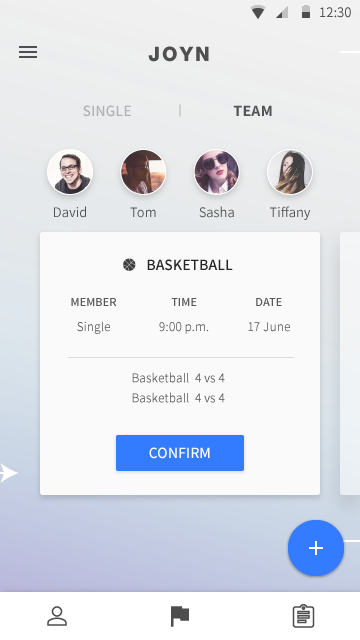 12:30
JOYN
SINGLE | TEAM
David Tom Sasha Tiffany
BASKETBALL
MEMBER TIME DATE
Single 9:00 p.m. 17 June
Basketball 4 vs 4
Basketball 4 vs 4
CONFIRM